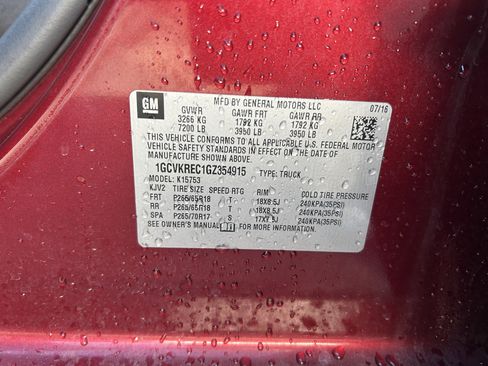 GM
MFD BY GENERAL MOTORS LLC
07/16
GVWR GAWR FRT GAWR RR
3266 KG 1792 KG 1792 KG
7200 LB 3950 LB 3950 LB
THIS VEHICLE CONFORMS TO ALL APPLICABLE U.S. FEDERAL MOTOR
VEHICLE SAFETY STANDARDS IN EFFECT ON THE DATE OF
MANUFACTURE SHOWN ABOVE.
1GCVKREC1GZ354915 TYPE: TRUCK
MODEL: K15753
KJV2 TIRE SIZE SPEED RTG RIM COLD TIRE PRESSURE
FRT P265/65R18 T 18X8.5J 240KPA(35PSI)
RR P265/65R18 T 18X8.5J 240KPA(35PSI)
SPA P265/70R17 T 17X7.5J 240KPA(35PSI)
SEE OWNER'S MANUAL FOR MORE INFORMATION.